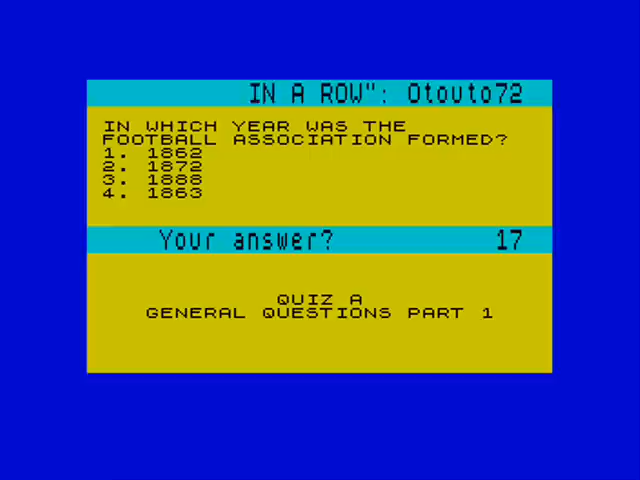 IN A ROW": Otouto72
IN WHICH YEAR WAS THE
FOOTBALL ASSOCIATION FORMED?
1. 1862
2. 1872
3. 1888
4. 1863
Your answer? 17
QUIZ A
GENERAL QUESTIONS PART 1